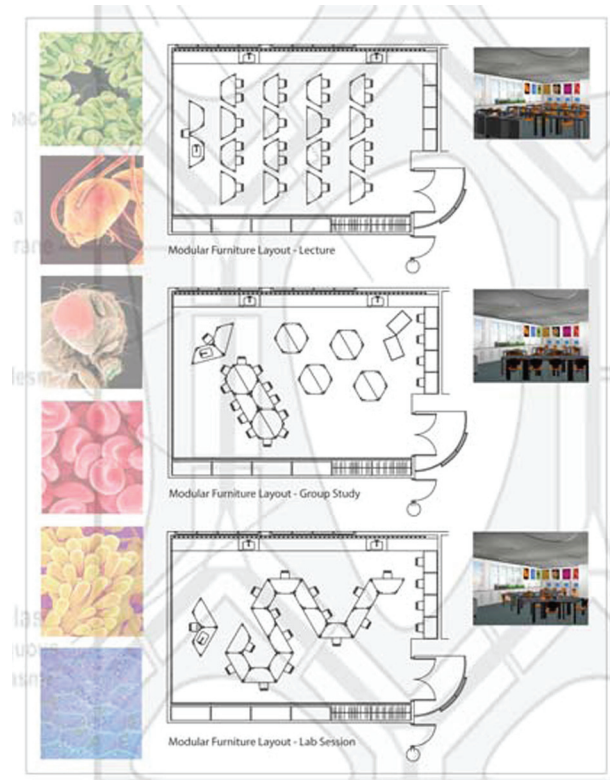 Modular Furniture Layout - Lecture
Modular Furniture Layout - Group Study
Modular Furniture Layout - Lab Session